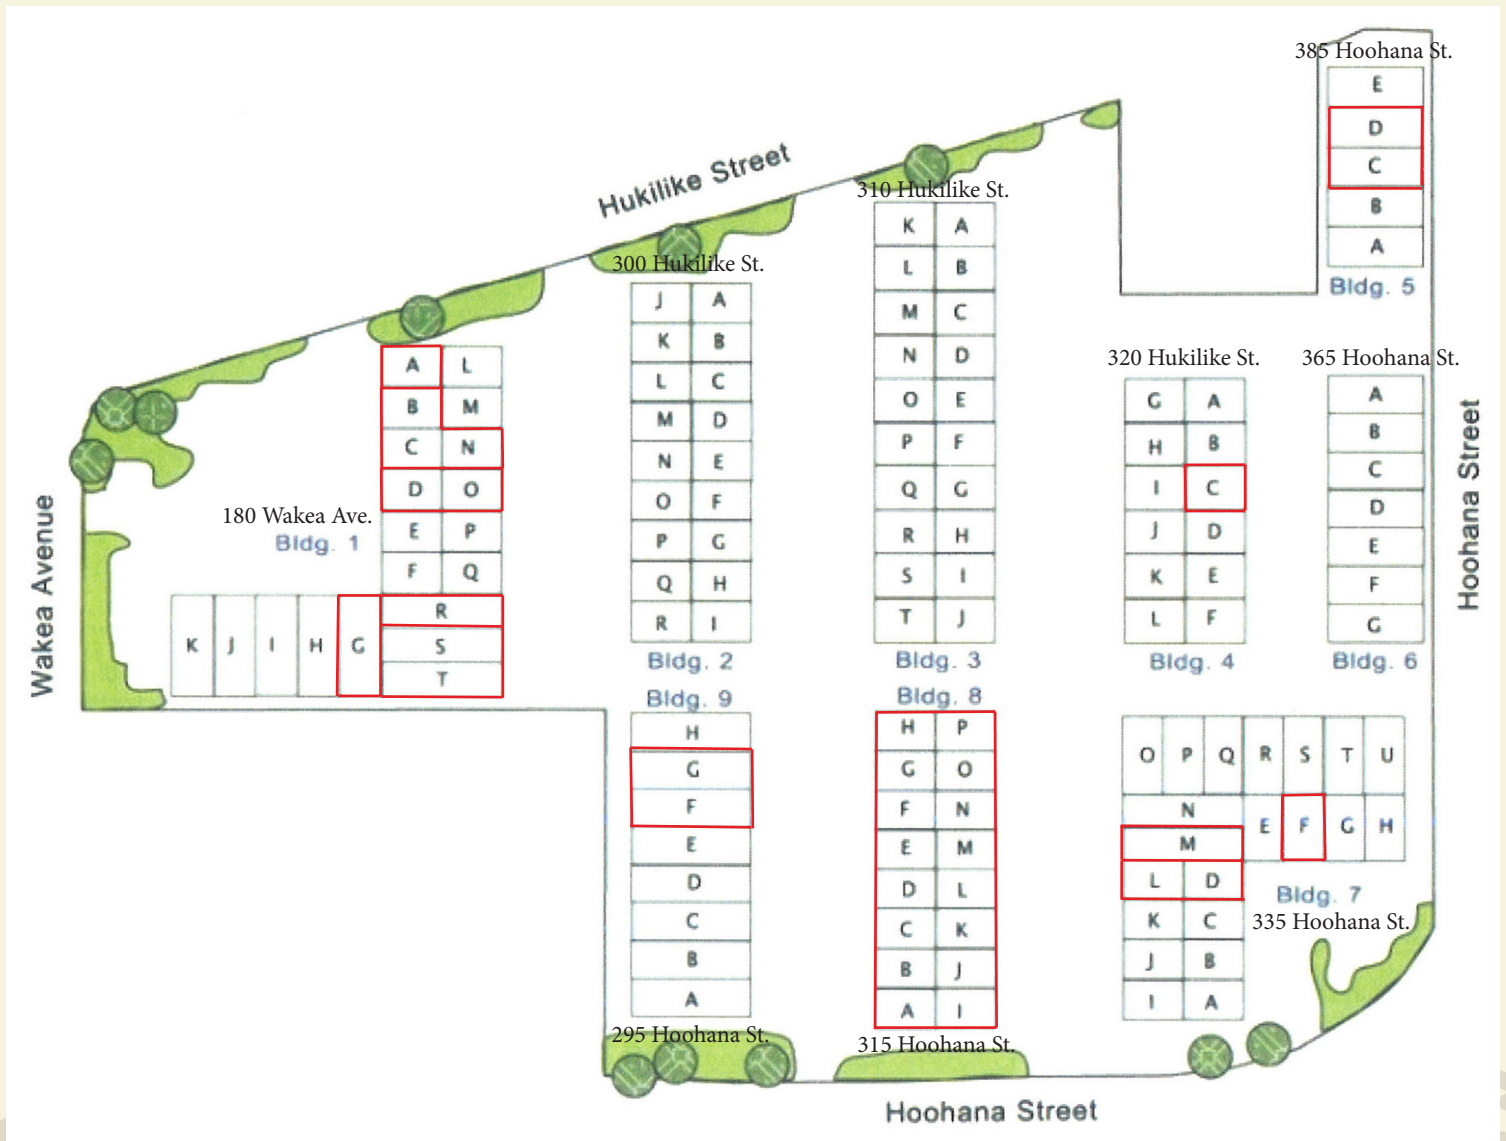 385 Hoohana St.
E
D
C
B
A
Bldg. 5
Hukilike Street
310 Hukilike St.
K A
L B
M C
N D
O E
P F
Q G
R H
S I
T J
Bldg. 3
300 Hukilike St.
J A
K B
L C
M D
N E
O F
P G
Q H
R I
Bldg. 2
A L
B M
C N
D O
E P
F Q
R
S
T
180 Wakea Ave.
Bldg. 1
K J I H G
Wakea Avenue
320 Hukilike St.
G A
H B
I C
J D
K E
L F
Bldg. 4
365 Hoohana St.
A
B
C
D
E
F
G
Bldg. 6
Hoohana Street
Bldg. 9
H
G
F
E
D
C
B
A
295 Hoohana St.
Bldg. 8
H P
G O
F N
E M
D L
C K
B J
A I
315 Hoohana St.
O P Q R S T U
N
E F G H
M
L D
K C
J B
I A
Bldg. 7
335 Hoohana St.
Hoohana Street